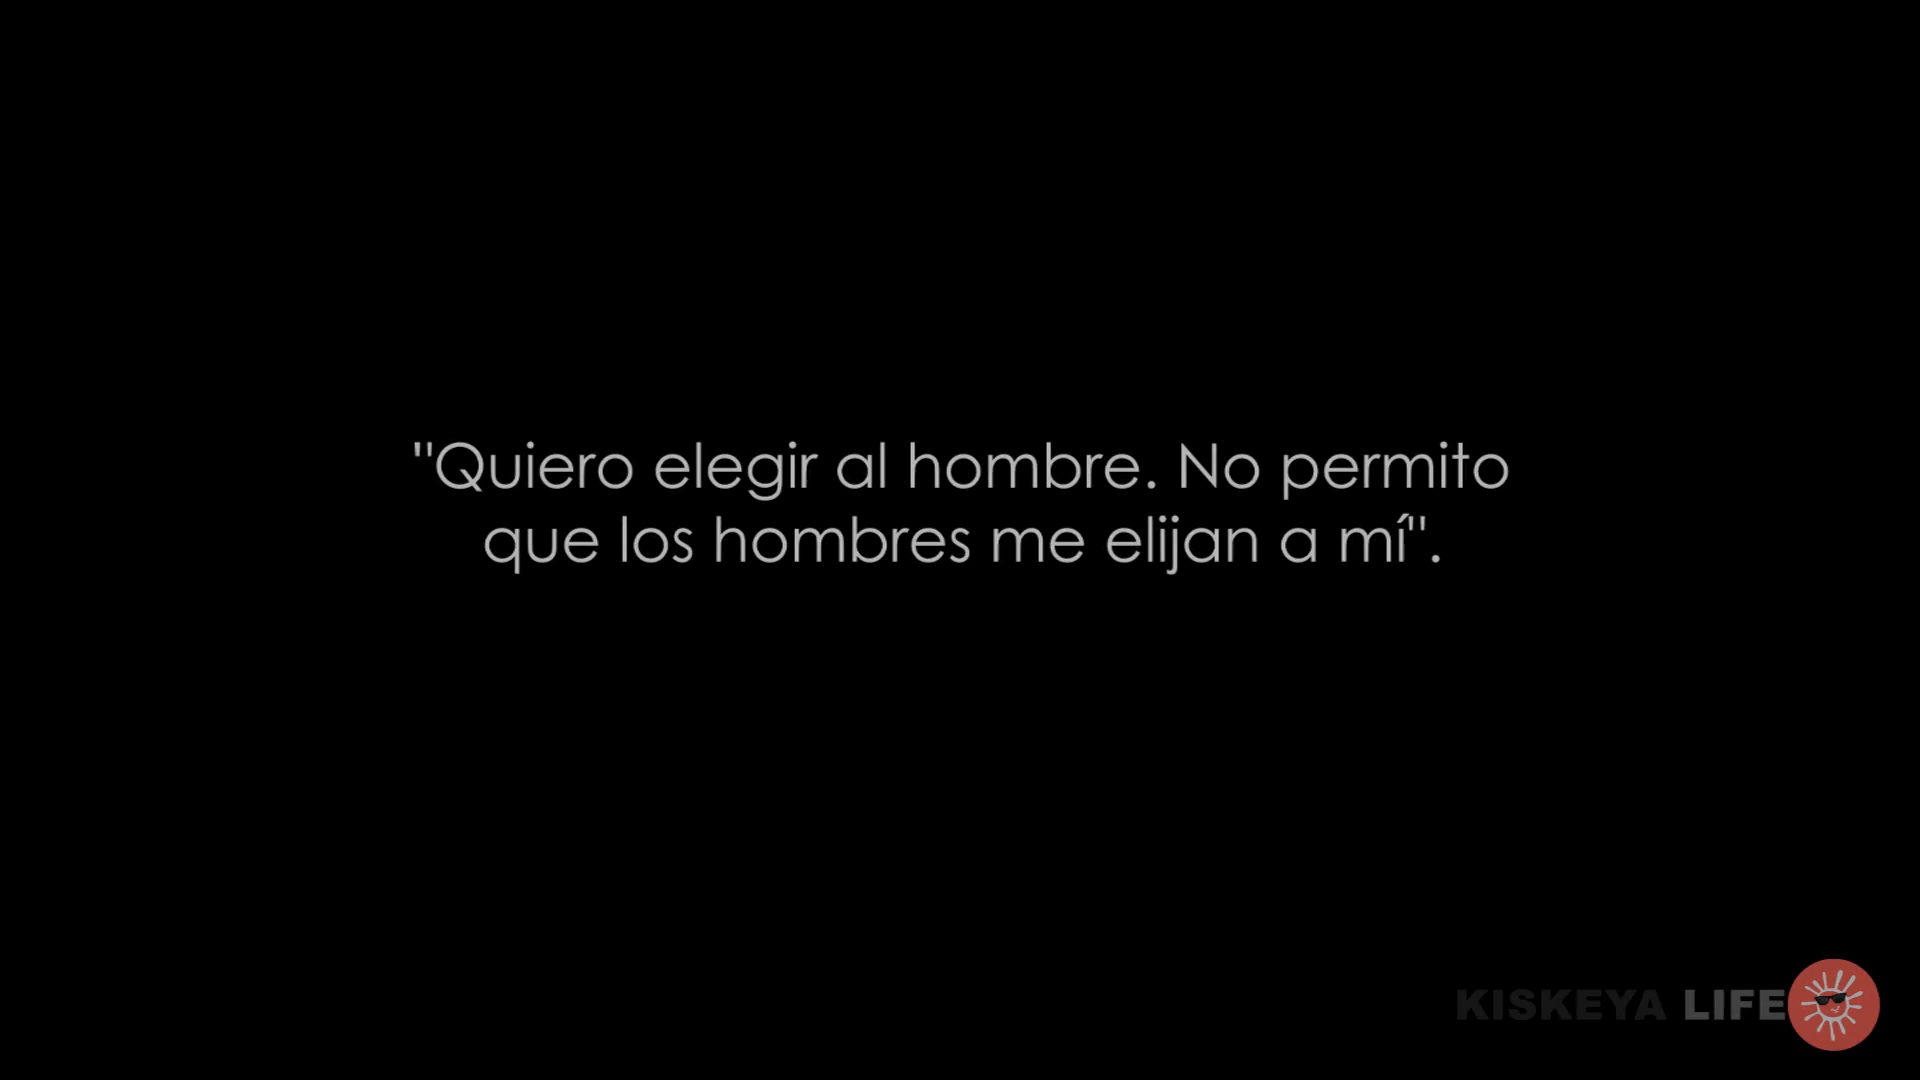 "Quiero elegir al hombre. No permito
que los hombres me elijan a mí".
KISKEYA LIFE